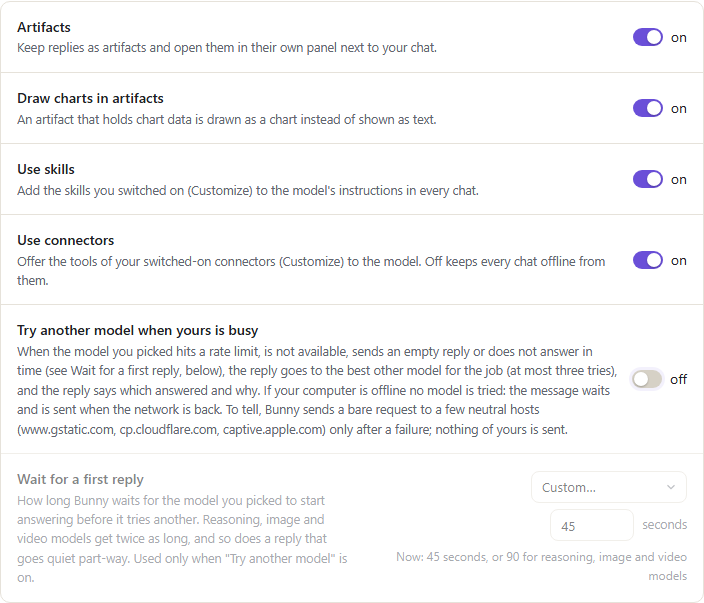 Artifacts
Keep replies as artifacts and open them in their own panel next to your chat.
on
Draw charts in artifacts
An artifact that holds chart data is drawn as a chart instead of shown as text.
on
Use skills
Add the skills you switched on (Customize) to the model's instructions in every chat.
on
Use connectors
Offer the tools of your switched-on connectors (Customize) to the model. Off keeps every chat offline from
them.
on
Try another model when yours is busy
When the model you picked hits a rate limit, is not available, sends an empty reply or does not answer in
time (see Wait for a first reply, below), the reply goes to the best other model for the job (at most three tries),
and the reply says which answered and why. If your computer is offline no model is tried: the message waits
and is sent when the network is back. To tell, Bunny sends a bare request to a few neutral hosts
(www.gstatic.com, cp.cloudflare.com, captive.apple.com) only after a failure; nothing of yours is sent.
off
Wait for a first reply
How long Bunny waits for the model you picked to start
answering before it tries another. Reasoning, image and
video models get twice as long, and so does a reply that
goes quiet part-way. Used only when "Try another model" is
on.
Custom...
45
seconds
Now: 45 seconds, or 90 for reasoning, image and video
models